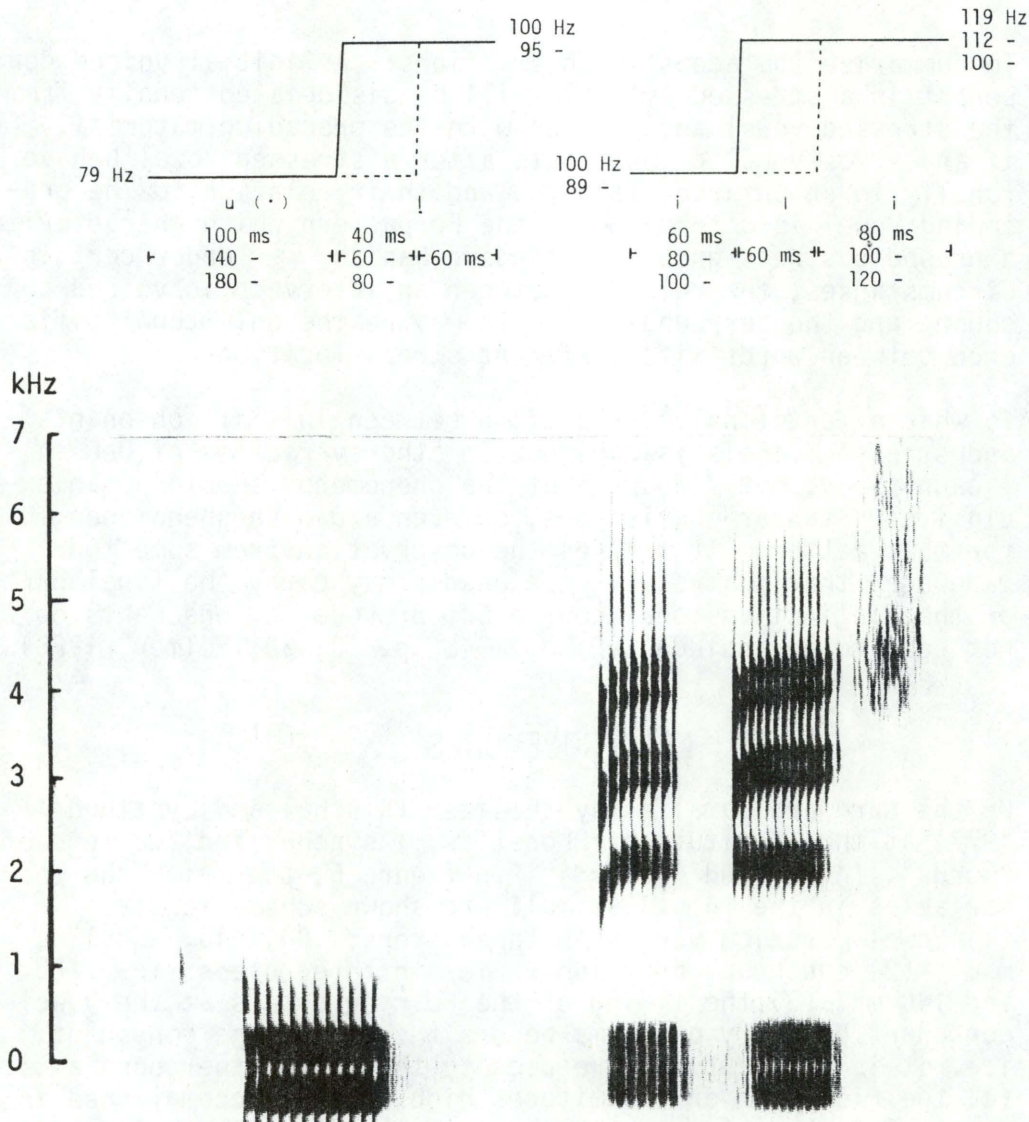 100 Hz
95 -
79 Hz
u (·)
100 ms 40 ms
140 60 - 60 ms
180 80 -
119 Hz
112 -
100 -
100 Hz
89 -
i l i
60 ms 80 ms
80 60 ms 100 -
100 - 120 -
kHz
7
6
5
4
3
2
1
0